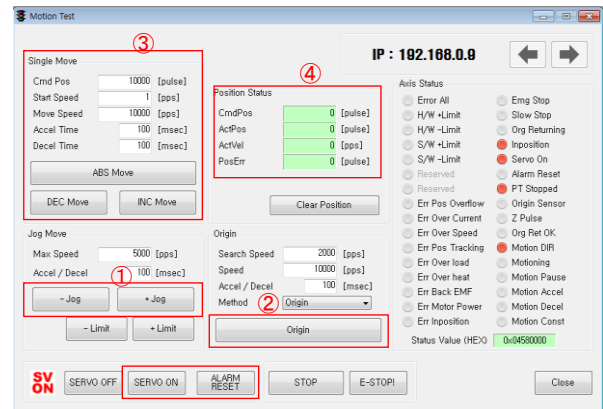 Motion Test
③
IP : 192.168.0.9
Single Move
Cmd Pos 10000 [pulse]
Start Speed 1 [pps]
Move Speed 10000 [pps]
Accel Time 100 [msec]
Decel Time 100 [msec]
ABS Move
DEC Move INC Move
④
Position Status
CmdPos 0 [pulse]
ActPos 0 [pulse]
ActVel 0 [pps]
PosErr 0 [pulse]
Clear Position
Jog Move
Max Speed 5000 [pps]
Accel / Decel 100 [msec]
①
- Jog + Jog
- Limit + Limit
Origin
Search Speed 2000 [pps]
Speed 10000 [pps]
Accel / Decel 100 [msec]
Method ② Origin
Origin
Axis Status
Error All Emg Stop
H/W +Limit Slow Stop
H/W -Limit Org Returning
S/W +Limit Inposition
S/W -Limit Servo On
Reserved Alarm Reset
Reserved PT Stopped
Err Pos Overflow Origin Sensor
Err Over Current Z Pulse
Err Over Speed Org Ret OK
Err Pos Tracking Motion DIR
Err Over load Motioning
Err Over heat Motion Pause
Err Back EMF Motion Accel
Err Motor Power Motion Decel
Err Inposition Motion Const
Status Value (HEX) 0x04580000
SV ON SERVO OFF SERVO ON ALARM RESET STOP E-STOP! Close